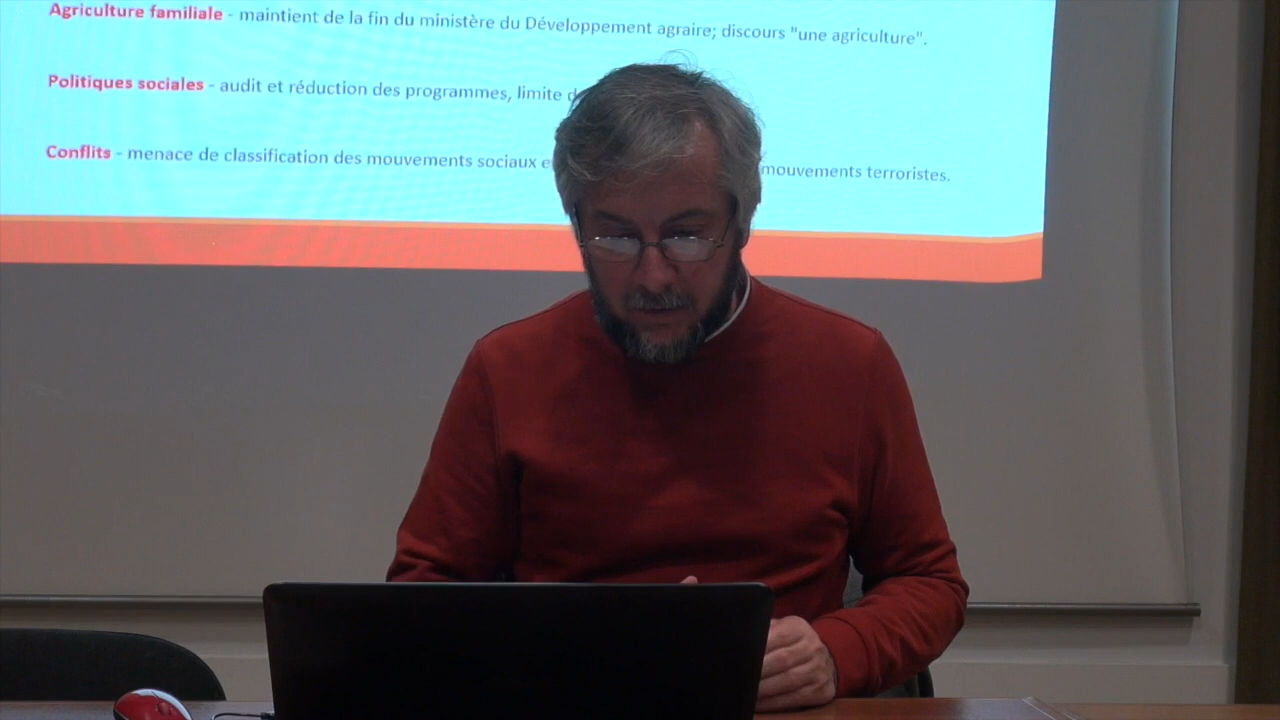 Agriculture familiale - maintient de la fin du ministère du Développement agraire; discours "une agriculture".
Politiques sociales - audit et réduction des programmes, limite
Conflits - menace de classification des mouvements sociaux mouvements terroristes.